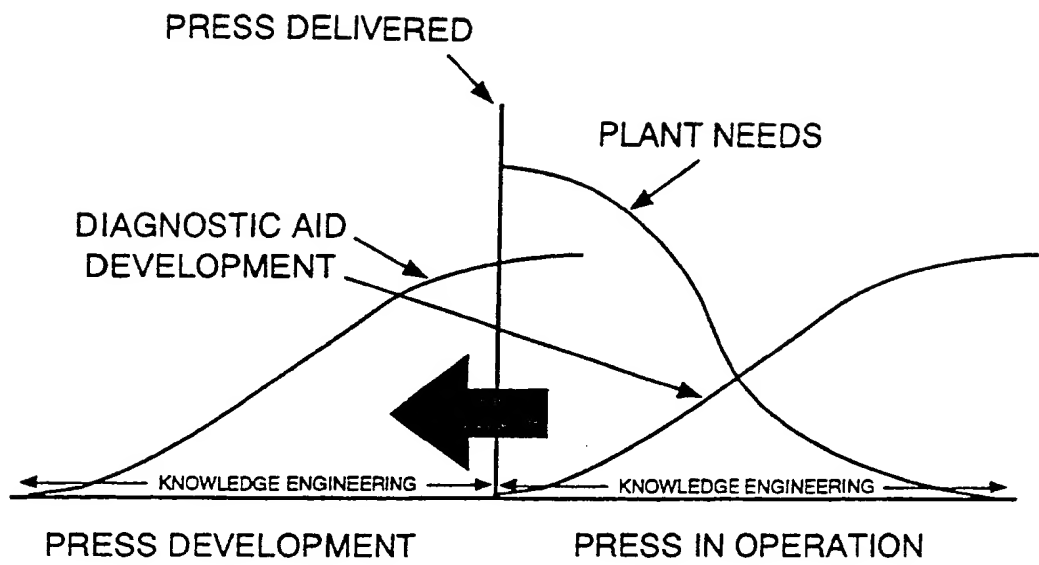 PRESS DELIVERED
PLANT NEEDS
DIAGNOSTIC AID
DEVELOPMENT
KNOWLEDGE ENGINEERING
KNOWLEDGE ENGINEERING
PRESS DEVELOPMENT
PRESS IN OPERATION